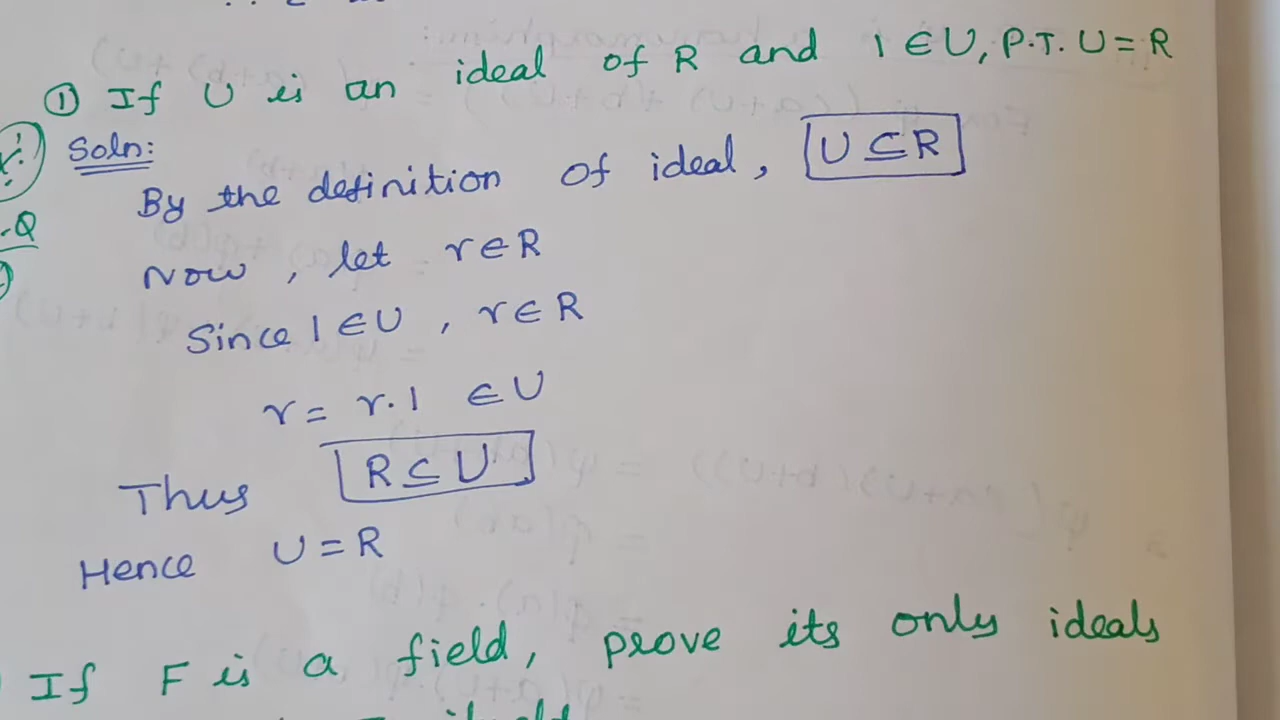 ① If U is an ideal of R and 1 ∈ U, P.T. U = R
Soln:
By the definition of ideal, U ⊆ R
-Q
Now, let r ∈ R
Since 1 ∈ U, r ∈ R
r = r.1 ∈ U
Thus R ⊆ U
Hence U = R
If F is a field, prove its only ideals